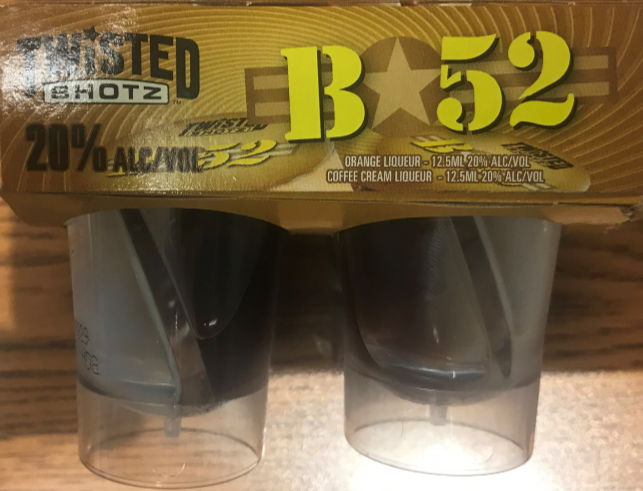 TWISTED
SHOTZ™
B 52
20% ALC/VOL
ORANGE LIQUEUR - 12.5ML 20% ALC/VOL
COFFEE CREAM LIQUEUR - 12.5ML 20% ALC/VOL